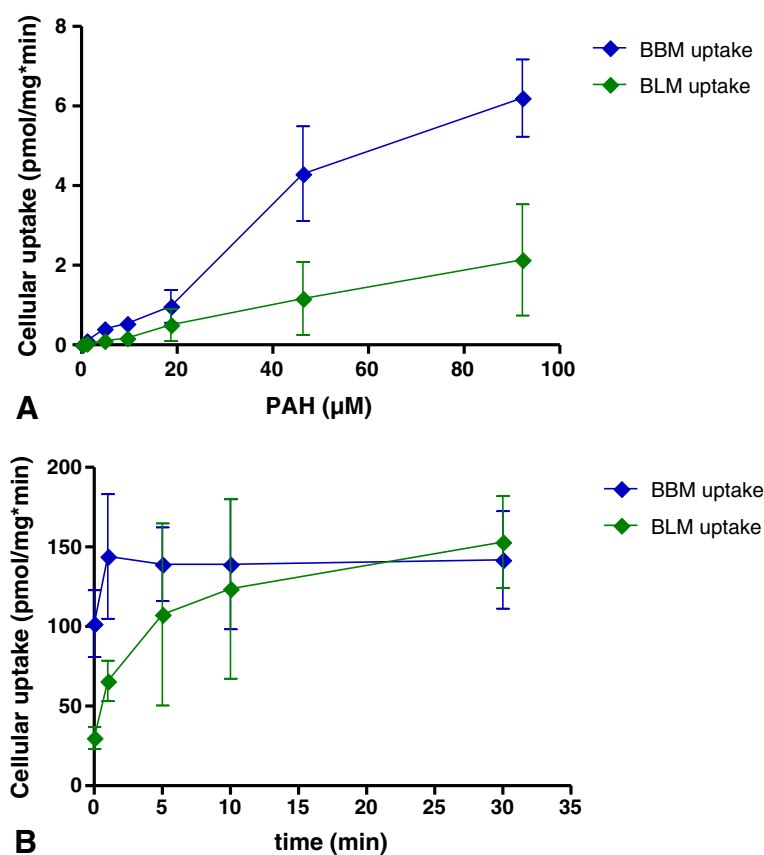 8
6
4
2
0
Cellular uptake (pmol/mg*min)
0 20 40 60 80 100
PAH (µM)
BBM uptake
BLM uptake
A
200
150
100
50
0
Cellular uptake (pmol/mg*min)
0 5 10 15 20 25 30 35
time (min)
BBM uptake
BLM uptake
B